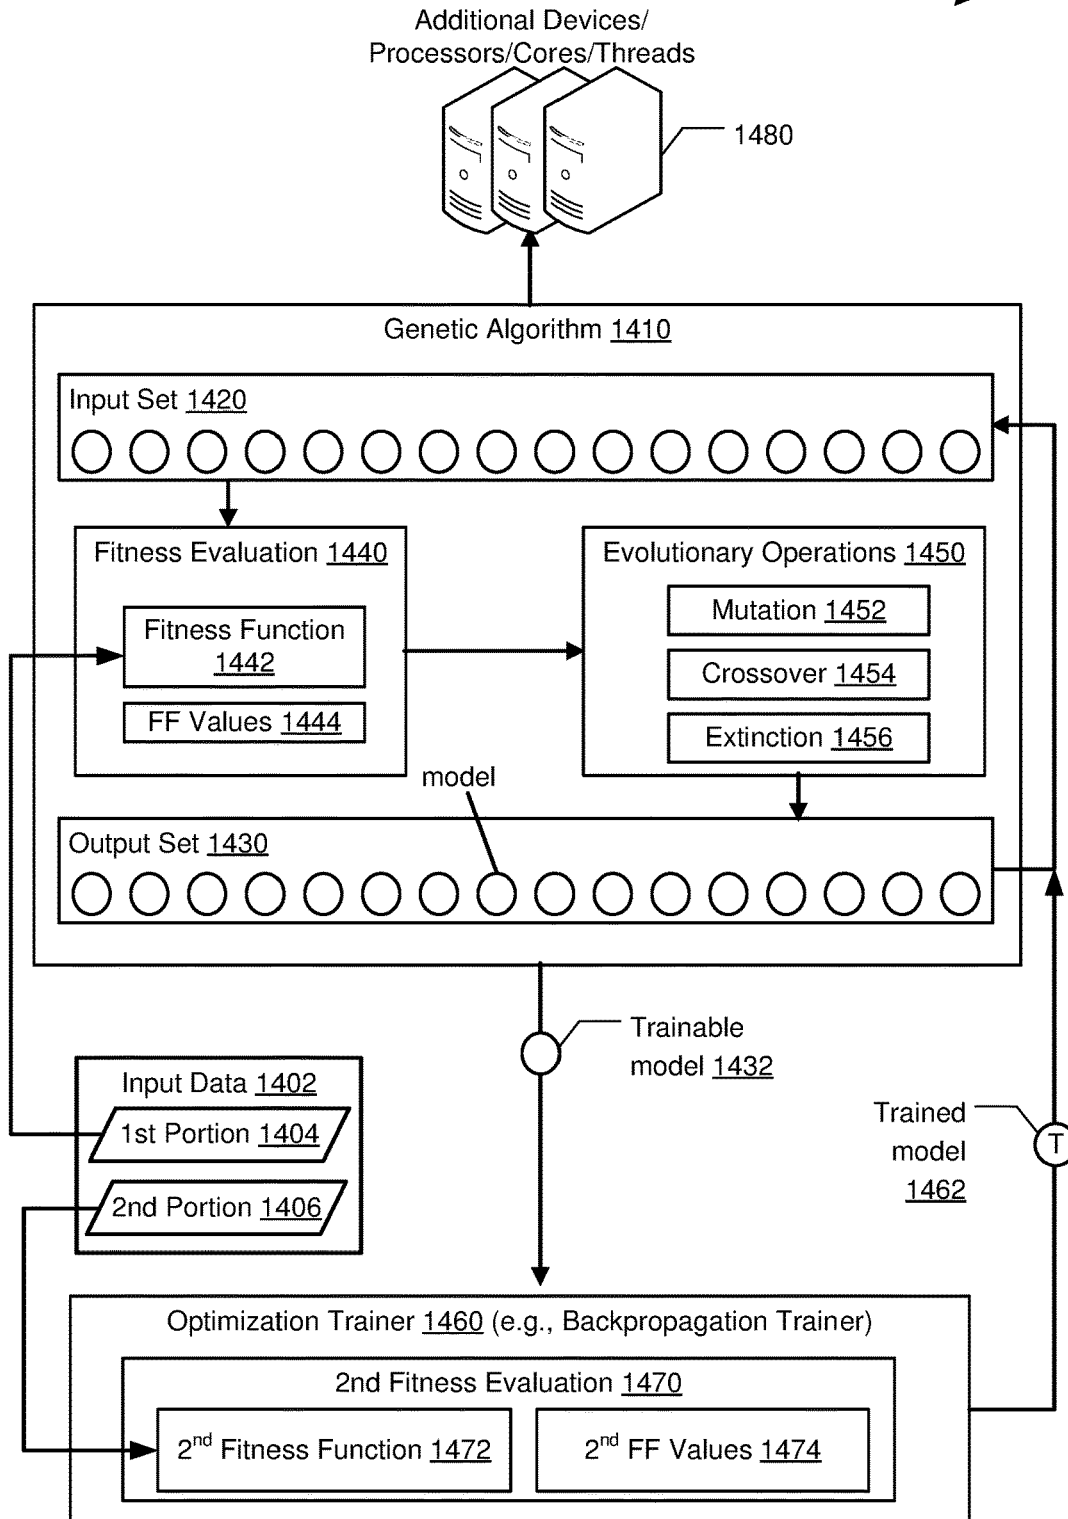 Additional Devices/
Processors/Cores/Threads
1480
Genetic Algorithm 1410
Input Set 1420
Fitness Evaluation 1440
Fitness Function
1442
FF Values 1444
Evolutionary Operations 1450
Mutation 1452
Crossover 1454
Extinction 1456
model
Output Set 1430
Trainable
model 1432
Input Data 1402
1st Portion 1404
2nd Portion 1406
Trained
model
1462
T
Optimization Trainer 1460 (e.g., Backpropagation Trainer)
2nd Fitness Evaluation 1470
2nd Fitness Function 1472
2nd FF Values 1474